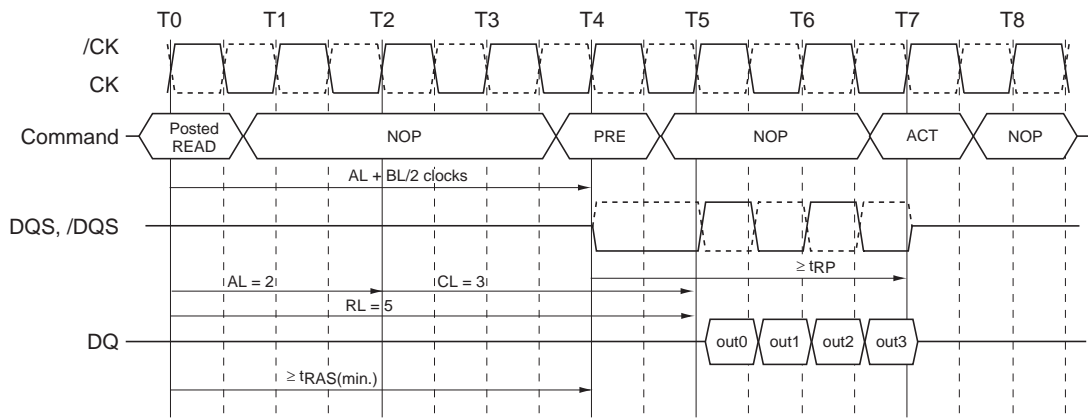 T0 T1 T2 T3 T4 T5 T6 T7 T8
/CK
CK
Command Posted READ NOP PRE NOP ACT NOP
AL + BL/2 clocks
DQS, /DQS
≥ tRP
AL = 2 CL = 3
RL = 5
DQ out0 out1 out2 out3
≥ tRAS(min.)